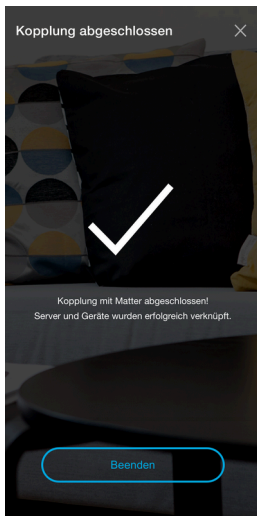 Kopplung abgeschlossen
Kopplung mit Matter abgeschlossen!
Server und Geräte wurden erfolgreich verknüpft.
Beenden